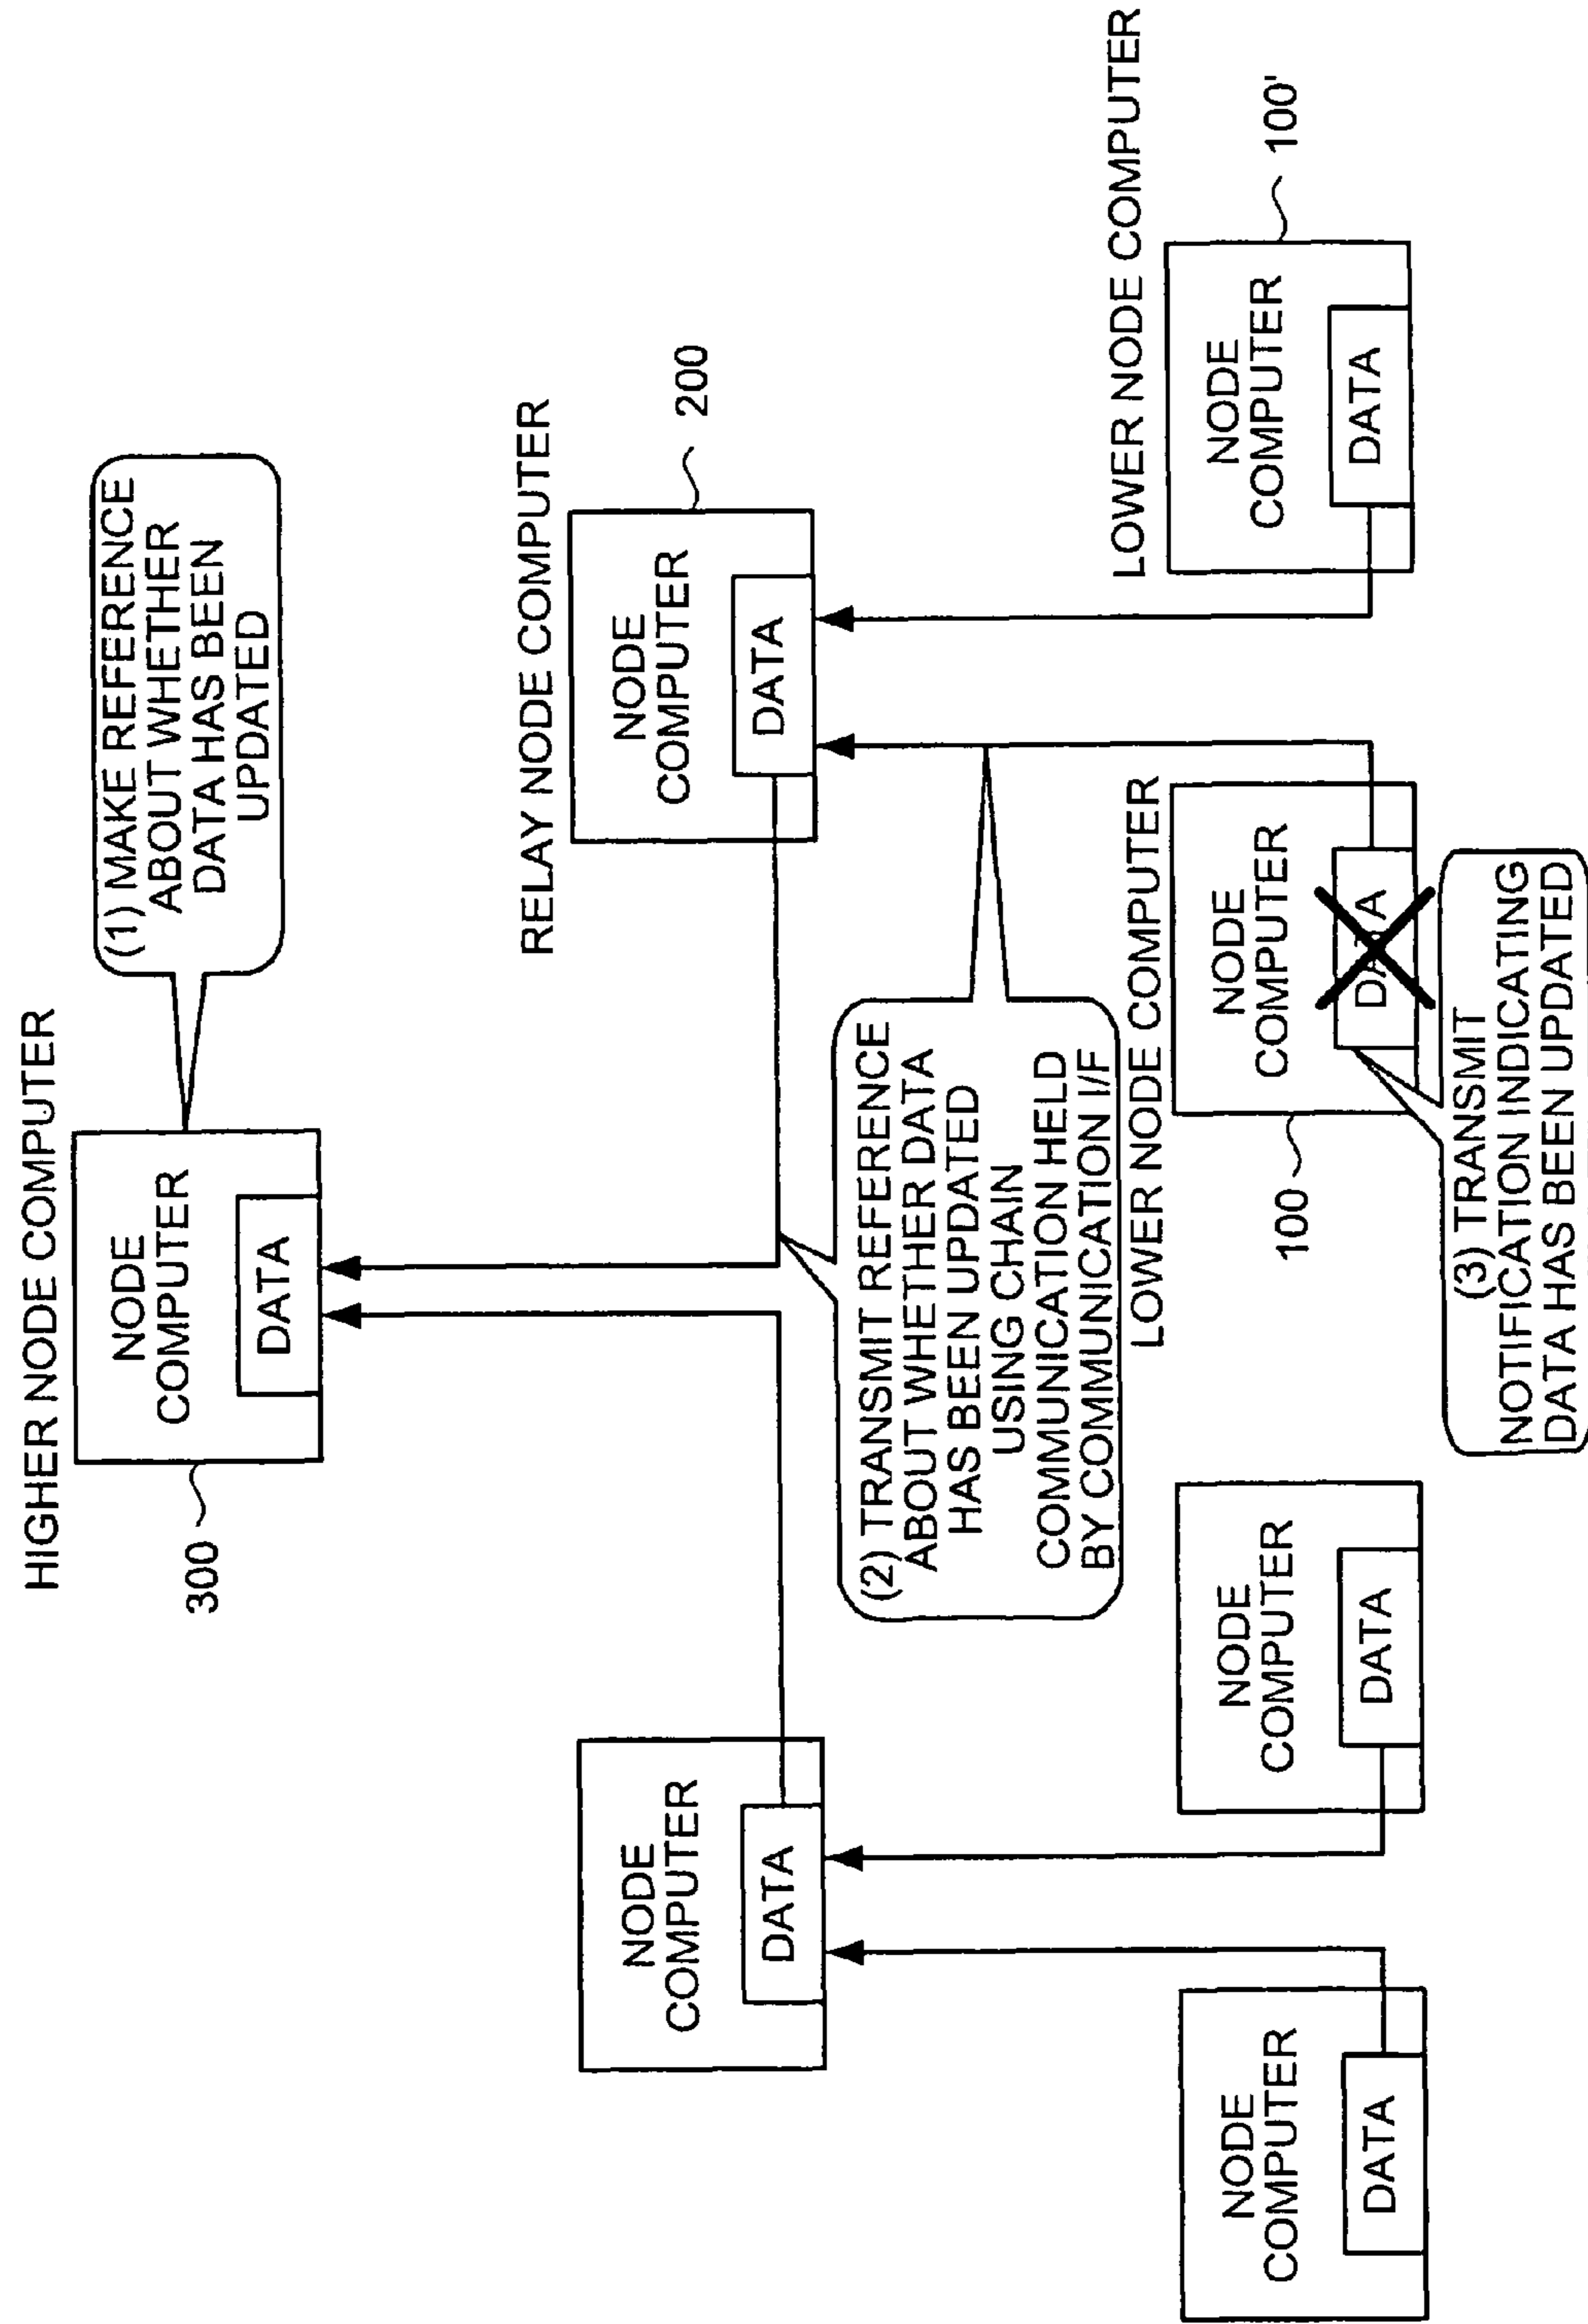 HIGHER NODE COMPUTER
300
NODE
COMPUTER
DATA
(1) MAKE REFERENCE
ABOUT WHETHER
DATA HAS BEEN
UPDATED
NODE
COMPUTER
DATA
RELAY NODE COMPUTER
200
NODE
COMPUTER
DATA
(2) TRANSMIT REFERENCE
ABOUT WHETHER DATA
HAS BEEN UPDATED
USING CHAIN
COMMUNICATION HELD
BY COMMUNICATION I/F
NODE
COMPUTER
DATA
NODE
COMPUTER
DATA
LOWER NODE COMPUTER
100
NODE
COMPUTER
DATA
(3) TRANSMIT
NOTIFICATION INDICATING
DATA HAS BEEN UPDATED
LOWER NODE COMPUTER
100'
NODE
COMPUTER
DATA